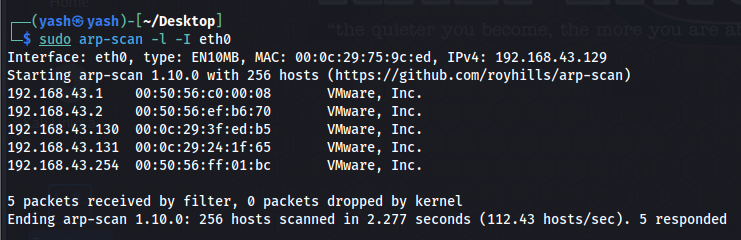 Home
"the quieter you become, the more you are a
┌──(yash㉿yash)-[~/Desktop]
└─$ sudo arp-scan -l -I eth0
Interface: eth0, type: EN10MB, MAC: 00:0c:29:75:9c:ed, IPv4: 192.168.43.129
Starting arp-scan 1.10.0 with 256 hosts (https://github.com/royhills/arp-scan)
192.168.43.1 00:50:56:c0:00:08 VMware, Inc.
192.168.43.2 00:50:56:ef:b6:70 VMware, Inc.
192.168.43.130 00:0c:29:3f:ed:b5 VMware, Inc.
192.168.43.131 00:0c:29:24:1f:65 VMware, Inc.
192.168.43.254 00:50:56:ff:01:bc VMware, Inc.
5 packets received by filter, 0 packets dropped by kernel
Ending arp-scan 1.10.0: 256 hosts scanned in 2.277 seconds (112.43 hosts/sec). 5 responded